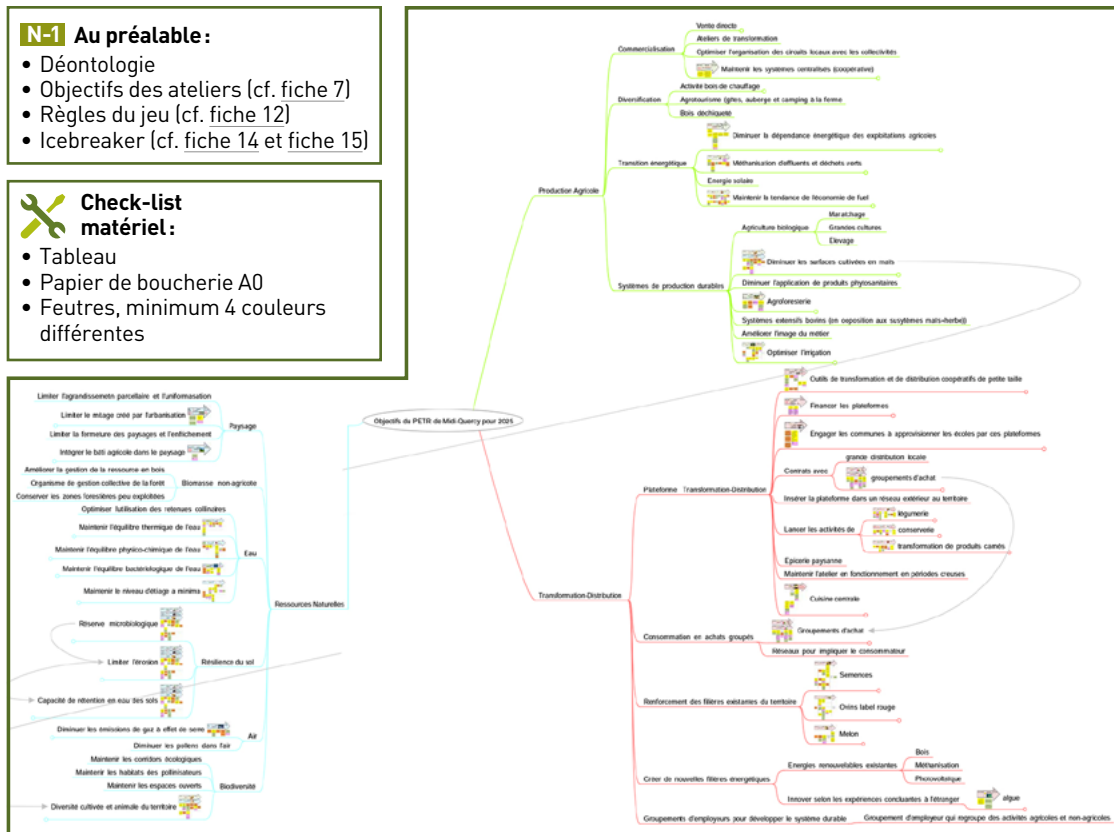 N-1 Au préalable :
• Déontologie
• Objectifs des ateliers (cf. fiche 7)
• Règles du jeu (cf. fiche 12)
• Icebreaker (cf. fiche 14 et fiche 15)
Check-list
matériel :
• Tableau
• Papier de boucherie A0
• Feutres, minimum 4 couleurs
différentes
Objectifs du PETR de Midi-Quercy pour 2025
Production Agricole
Commercialisation
Vente directe
Ateliers de transformation
Optimiser l'organisation des circuits locaux avec les collectivités
Maintenir les systèmes centralisés (coopérative)
Diversification
Activité bois de chauffage
Agrotourisme (gîtes, auberge et camping à la ferme
Bois déchiqueté
Transition énergétique
Diminuer la dépendance énergétique des exploitations agricoles
Méthanisation d'effluents et déchets verts
Energie solaire
Maintenir la tendance de l'économie de fuel
Systèmes de production durables
Agriculture biologique
Maraichage
Grandes cultures
Elevage
Diminuer les surfaces cultivées en maïs
Diminuer l'application de produits phytosanitaires
Agroforeserie
Systèmes extensifs bovins (en oeposition aux susytèmes maïs-herbe))
Améliorer l'image du métier
Optimiser l'irrigation
Transformation-Distribution
Plateforme Transformation-Distribution
Outils de transformation et de distribution coopératifs de petite taille
Financer les plateformes
Engager les communes à approvisionner les écoles par ces plateformes
Contrats avec
grande distribution locale
groupements d'achat
Insérer la plateforme dans un réseau extérieur au territoire
Lancer les activités de
légumerie
conserverie
transformation de produits carnés
Epicerie paysanne
Maintenir l'atelier en fonctionnement en périodes creuses
Cuisine centrale
Consommation en achats groupés
Groupements d'achat
Réseaux pour impliquer le consommateur
Renforcement des filières existantes du territoire
Semences
Ovins label rouge
Melon
Créer de nouvelles filières énergétiques
Energies renouvelables existantes
Bois
Méthanisation
Photovoltaïque
Innover selon les expériences concluantes à l'étranger
algue
Groupements d'employeurs pour développer le système durable
Groupement d'employeur qui regroupe des activités agricoles et non-agricoles
Ressources Naturelles
Paysage
Limiter l'agrandissemetn parcellaire et l'uniformasation
Limiter le mitage créé par l'urbanisation
Limiter la fermeture des paysages et l'enfichement
Intégrer le bâti agricole dans le paysage
Biomasse non-agricole
Améliorer la gestion de la ressource en bois
Organisme de gestion collective de la forêt
Conserver les zones forestières peu exploitées
Eau
Optimiser l'utilisation des retenues collinaires
Maintenir l'équilibre thermique de l'eau
Maintenir l'équilibre physico-chimique de l'eau
Maintenir l'équilibre bactériologique de l'eau
Maintenir le niveau d'étiage a minima
Résilience du sol
Réserve microbiologique
Limiter l'érosion
Capacité de rétention en eau des sols
Air
Diminuer les émissions de gaz à effet de serre
Diminuer les pollens dans l'air
Biodiversité
Maintenir les corridors écologiques
Maintenir les habitats des pollinisateurs
Maintenir les espaces ouverts
Diversité cultivée et animale du territoire